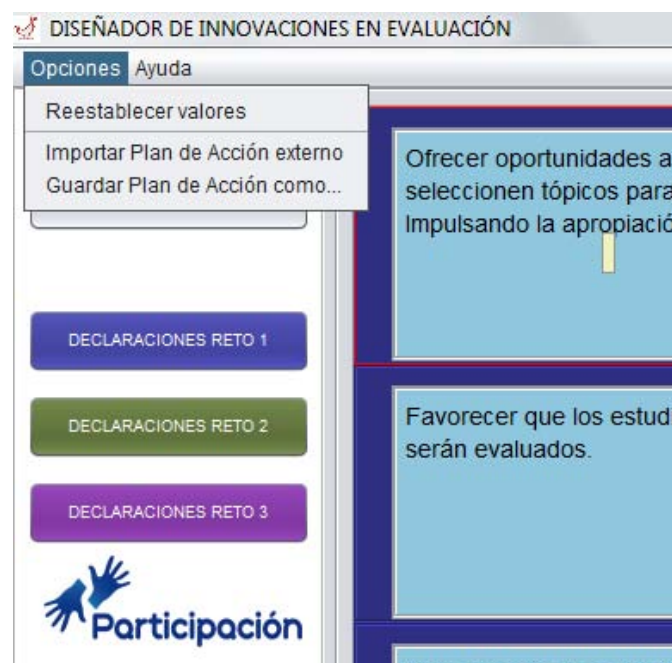 DISEÑADOR DE INNOVACIONES EN EVALUACIÓN
Opciones Ayuda
Reestablecer valores
Importar Plan de Acción externo
Guardar Plan de Acción como...
Ofrecer oportunidades a
seleccionen tópicos para
Impulsando la apropiació
DECLARACIONES RETO 1
DECLARACIONES RETO 2
Favorecer que los estud
serán evaluados.
DECLARACIONES RETO 3
Participación